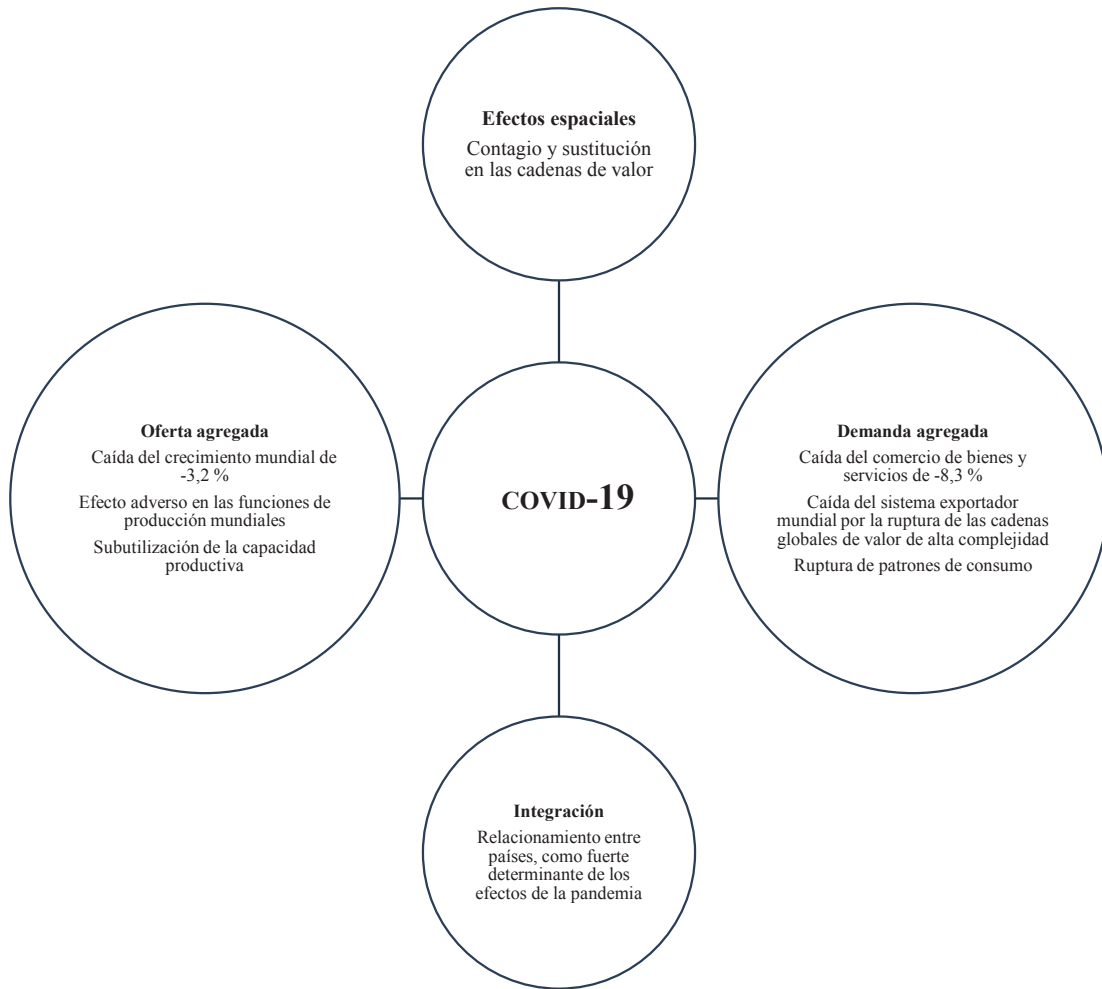 Efectos espaciales
Contagio y sustitución
en las cadenas de valor
Oferta agregada
Caída del crecimiento mundial de
-3,2 %
Efecto adverso en las funciones de
producción mundiales
Subutilización de la capacidad
productiva
COVID-19
Demanda agregada
Caída del comercio de bienes y
servicios de -8,3 %
Caída del sistema exportador
mundial por la ruptura de las cadenas
globales de valor de alta complejidad
Ruptura de patrones de consumo
Integración
Relacionamiento entre
países, como fuerte
determinante de los
efectos de la pandemia